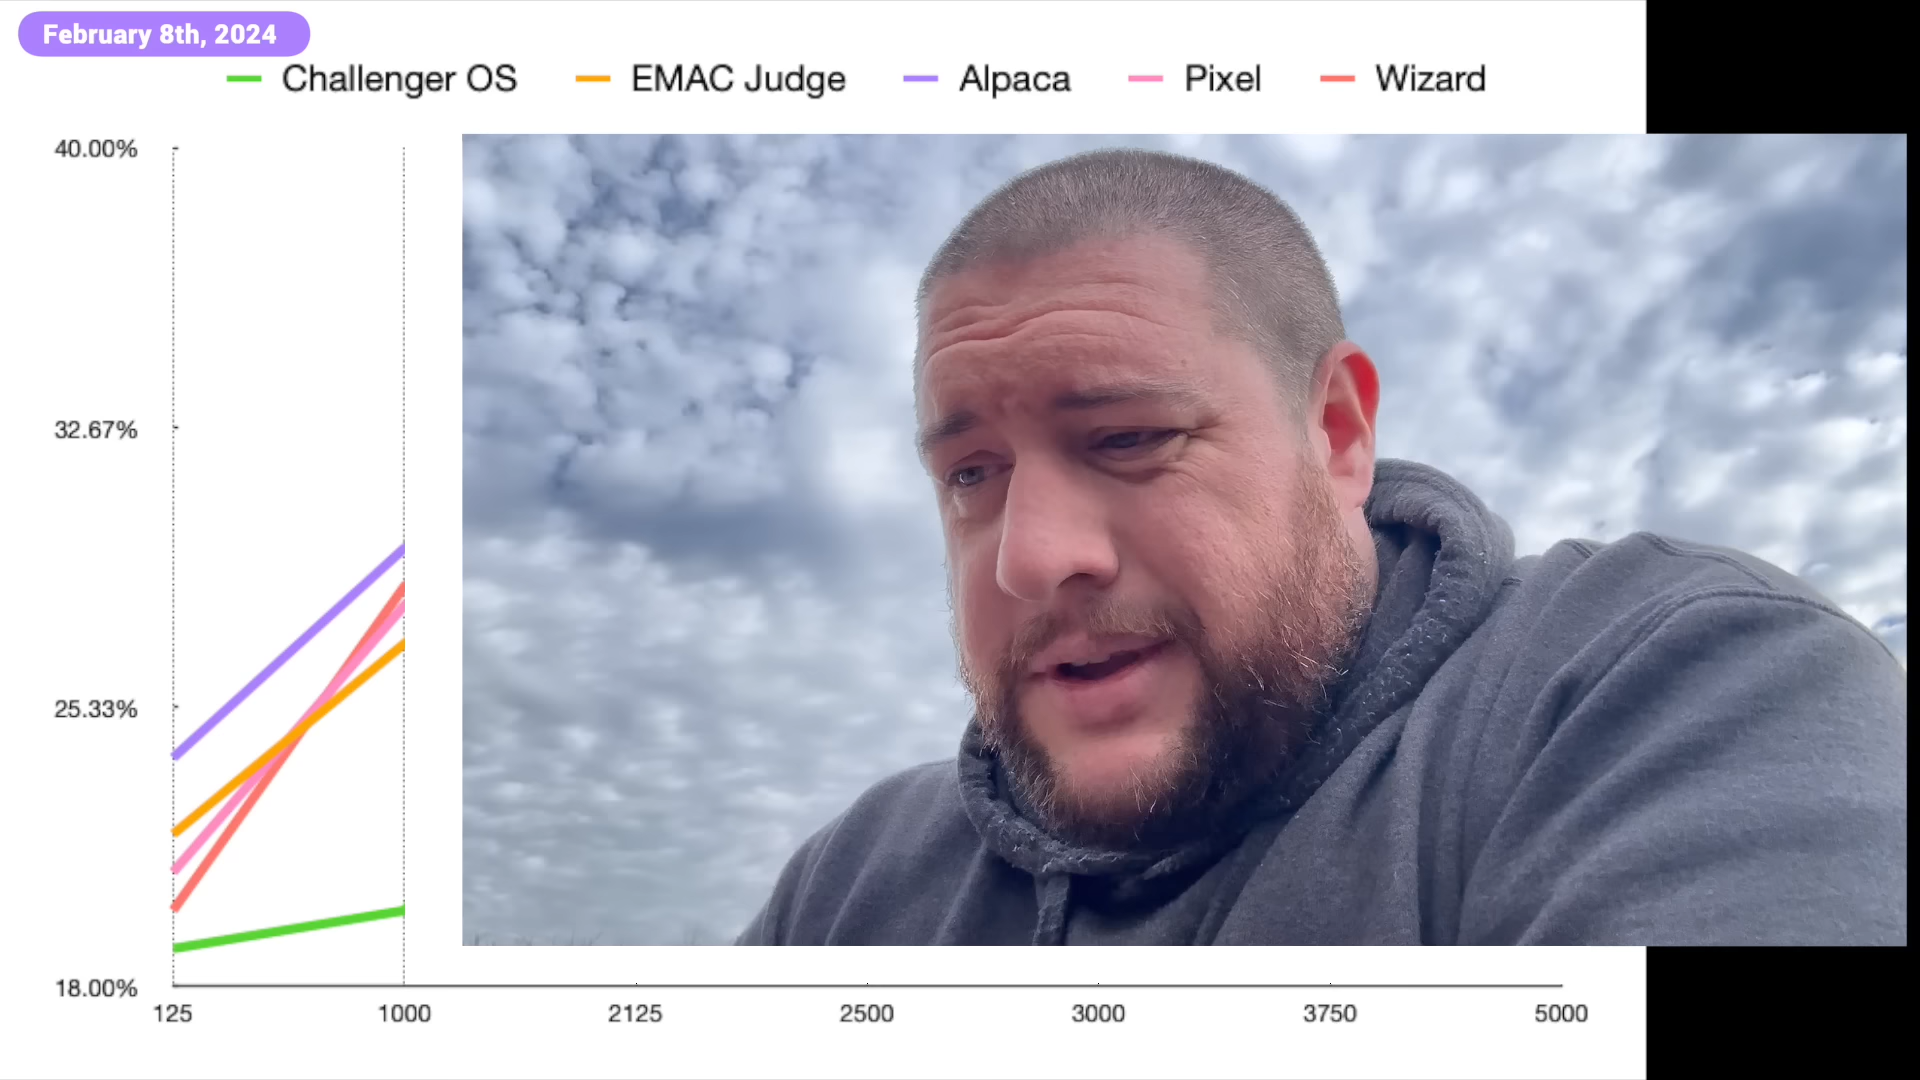 February 8th, 2024
Challenger OS EMAC Judge Alpaca Pixel Wizard
40.00%
32.67%
25.33%
18.00%
125 1000 2125 2500 3000 3750 5000